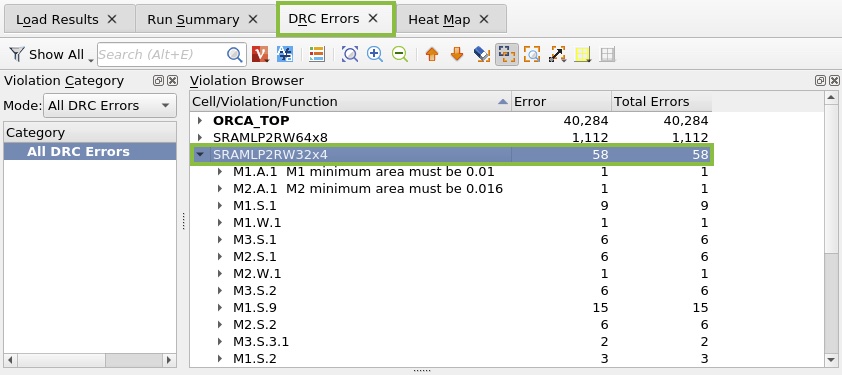 Load Results × Run Summary × DRC Errors × Heat Map ×
Show All Search (Alt+E)
Violation Category Violation Browser
Mode: All DRC Errors
Category
All DRC Errors
Cell/Violation/Function Error Total Errors
ORCA_TOP 40,284 40,284
SRAMLP2RW64x8 1,112 1,112
SRAMLP2RW32x4 58 58
M1.A.1 M1 minimum area must be 0.01 1 1
M2.A.1 M2 minimum area must be 0.016 1 1
M1.S.1 9 9
M1.W.1 1 1
M3.S.1 6 6
M2.S.1 6 6
M2.W.1 1 1
M3.S.2 6 6
M1.S.9 15 15
M2.S.2 6 6
M3.S.3.1 2 2
M1.S.2 3 3